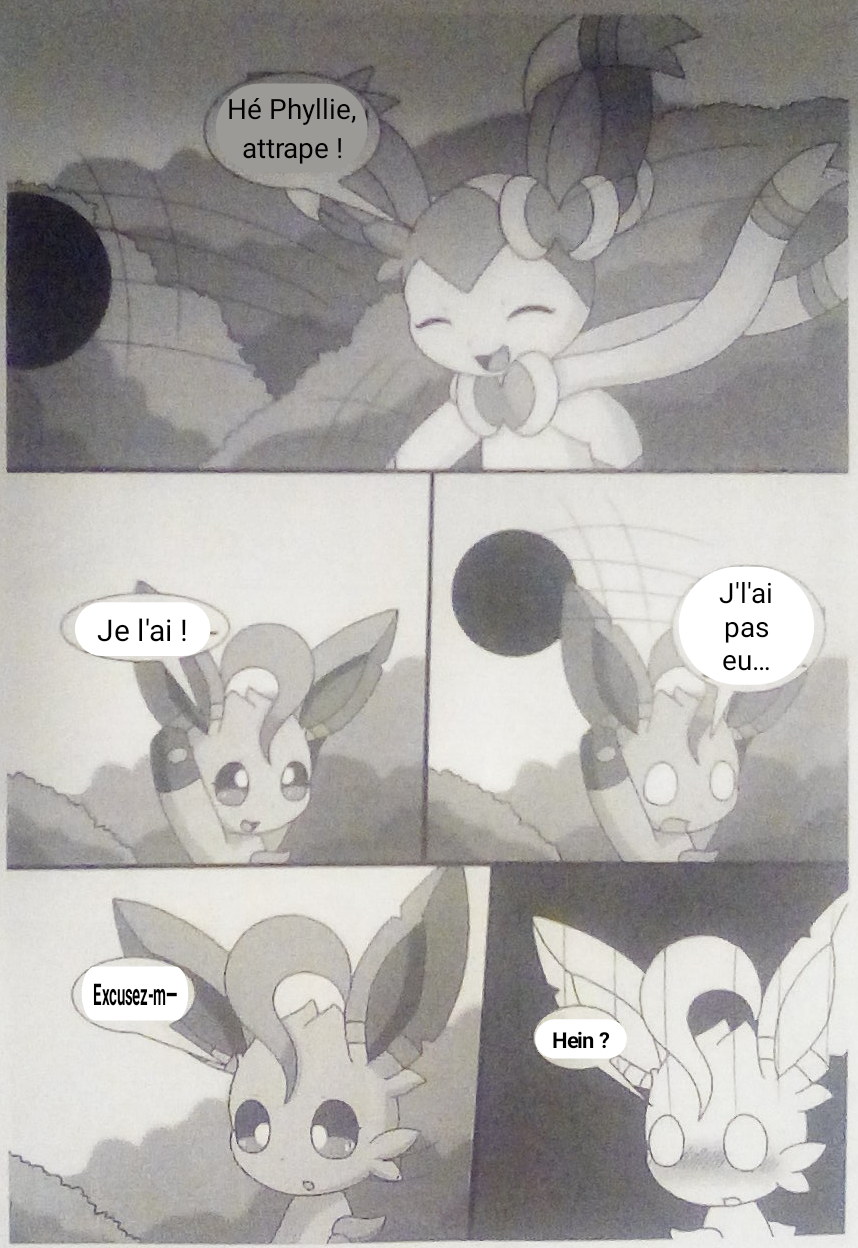 Hé Phyllie,
attrape !
Je l'ai !
J'l'ai
pas
eu...
Excusez-m–
Hein ?